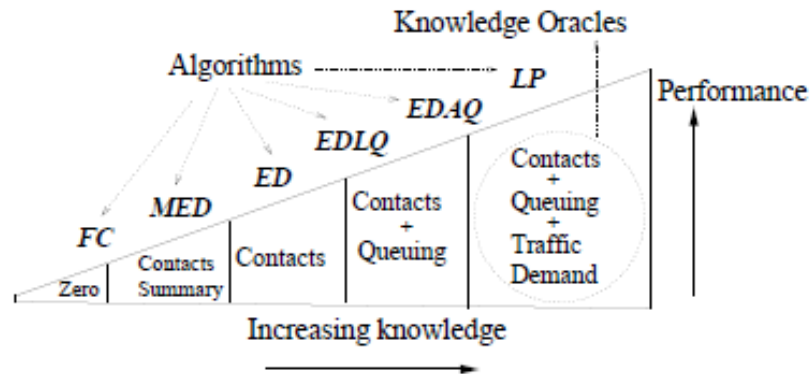 Knowledge Oracles
Algorithms
LP
Performance
EDAQ
EDLQ
ED
MED
FC
Contacts
+
Queuing
+
Traffic
Demand
Contacts
+
Queuing
Contacts
Contacts
Summary
Zero
Increasing knowledge